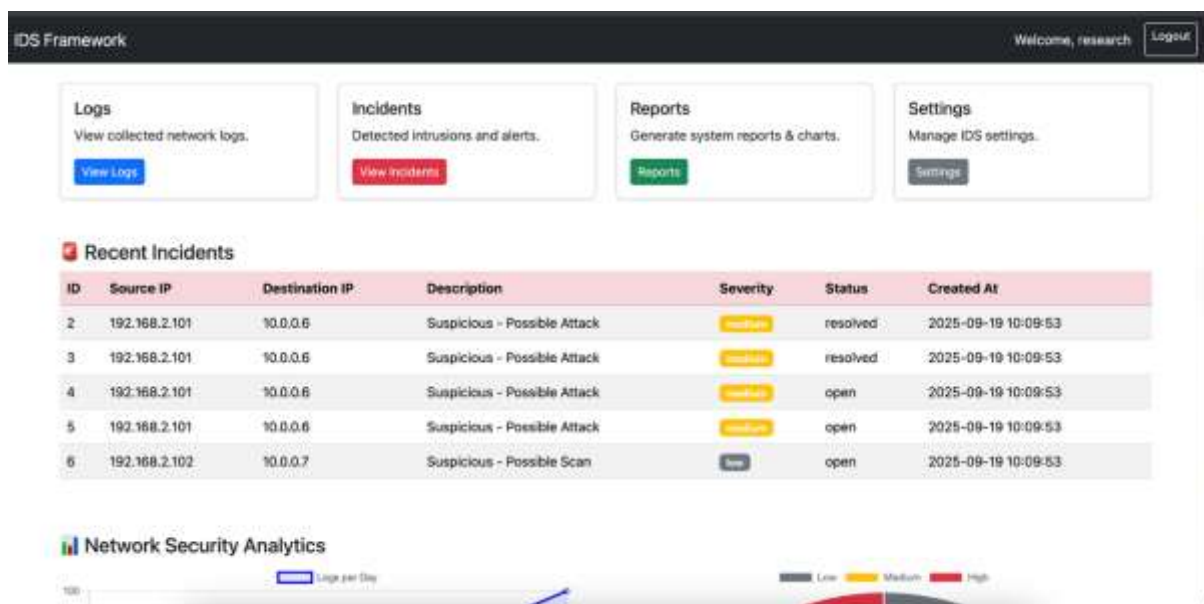 IDS Framework
Welcome, research
Logout
Logs
View collected network logs.
View Logs
Incidents
Detected intrusions and alerts.
View Incidents
Reports
Generate system reports & charts.
Reports
Settings
Manage IDS settings.
Settings
Recent Incidents
ID Source IP Destination IP Description Severity Status Created At
2 192.168.2.101 10.0.0.6 Suspicious - Possible Attack medium resolved 2025-09-19 10:09:53
3 192.168.2.101 10.0.0.6 Suspicious - Possible Attack medium resolved 2025-09-19 10:09:53
4 192.168.2.101 10.0.0.6 Suspicious - Possible Attack medium open 2025-09-19 10:09:53
5 192.168.2.101 10.0.0.6 Suspicious - Possible Attack medium open 2025-09-19 10:09:53
6 192.168.2.102 10.0.0.7 Suspicious - Possible Scan low open 2025-09-19 10:09:53
Network Security Analytics
Logs per Day
Low Medium High
100